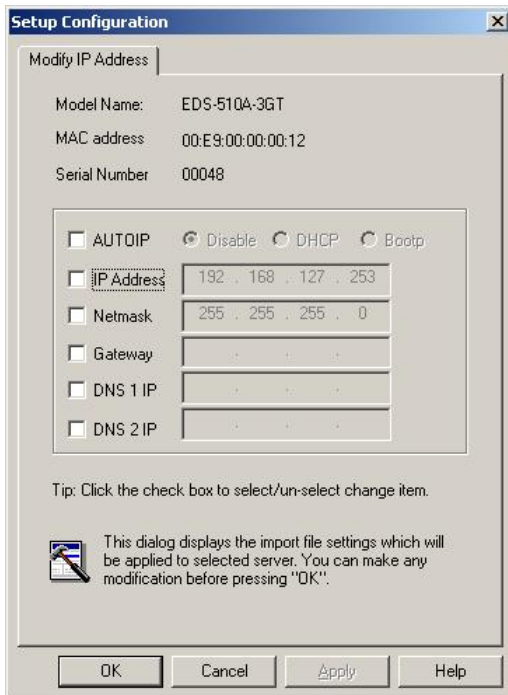 Setup Configuration
Modify IP Address
Model Name: EDS-510A-3GT
MAC address 00:E9:00:00:00:12
Serial Number 00048
AUTOIP Disable DHCP Bootp
IP Address 192 . 168 . 127 . 253
Netmask 255 . 255 . 255 . 0
Gateway . . .
DNS 1 IP . . .
DNS 2 IP . . .
Tip: Click the check box to select/un-select change item.
This dialog displays the import file settings which will
be applied to selected server. You can make any
modification before pressing "OK".
OK Cancel Apply Help